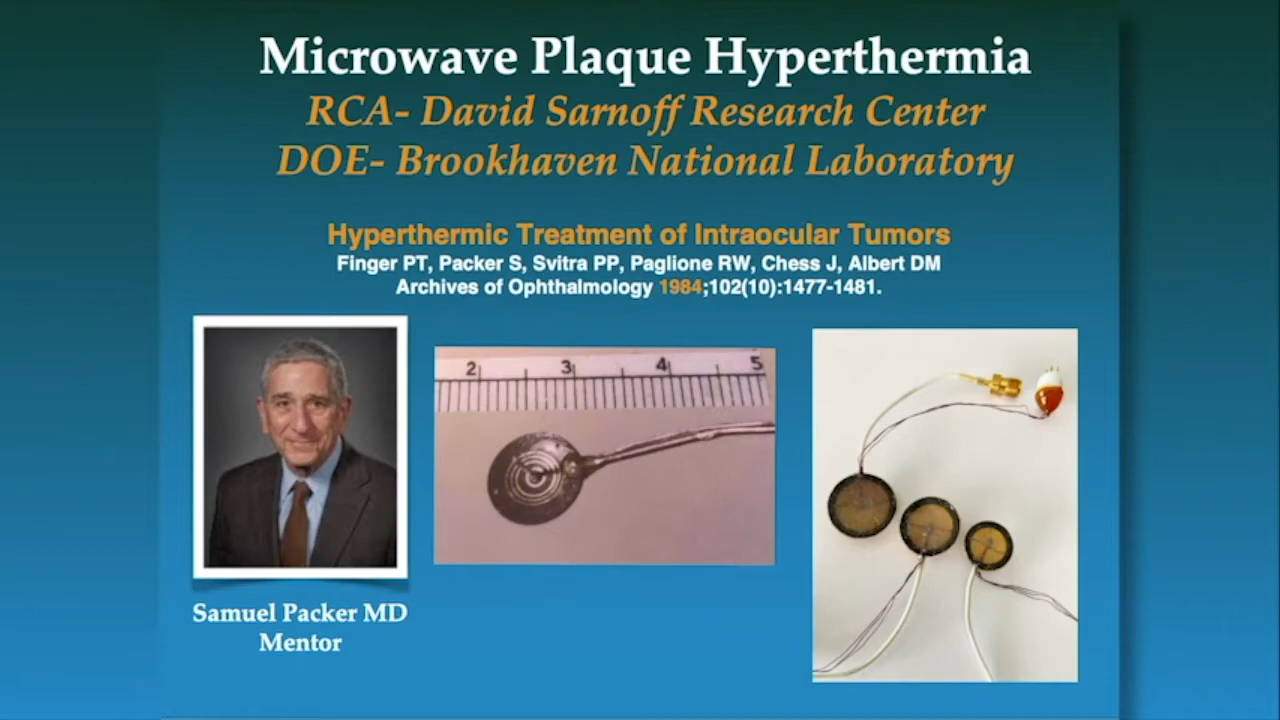 Microwave Plaque Hyperthermia
RCA- David Sarnoff Research Center
DOE- Brookhaven National Laboratory
Hyperthermic Treatment of Intraocular Tumors
Finger PT, Packer S, Svitra PP, Paglione RW, Chess J, Albert DM
Archives of Ophthalmology 1984;102(10):1477-1481.
2 3 4 5
Samuel Packer MD
Mentor